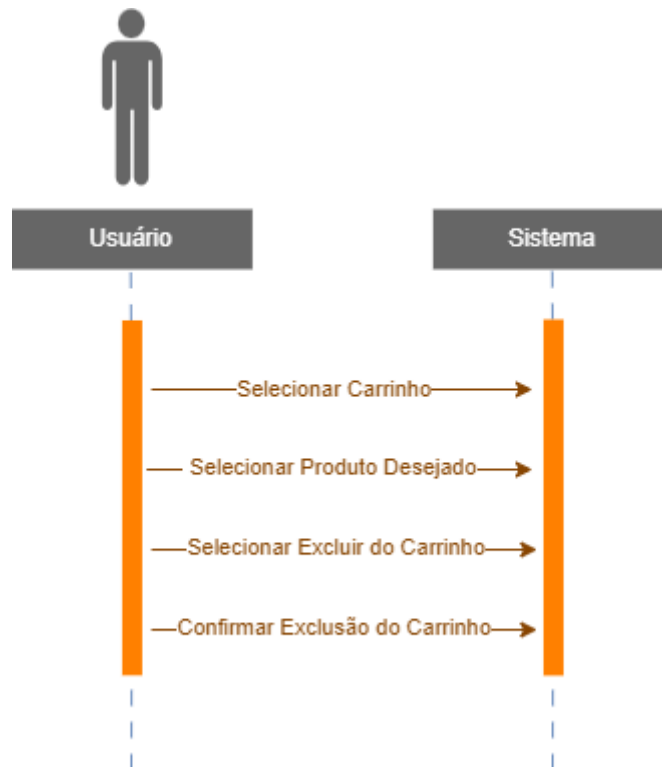 Usuário
Sistema
Selecionar Carrinho
Selecionar Produto Desejado
Selecionar Excluir do Carrinho
Confirmar Exclusão do Carrinho